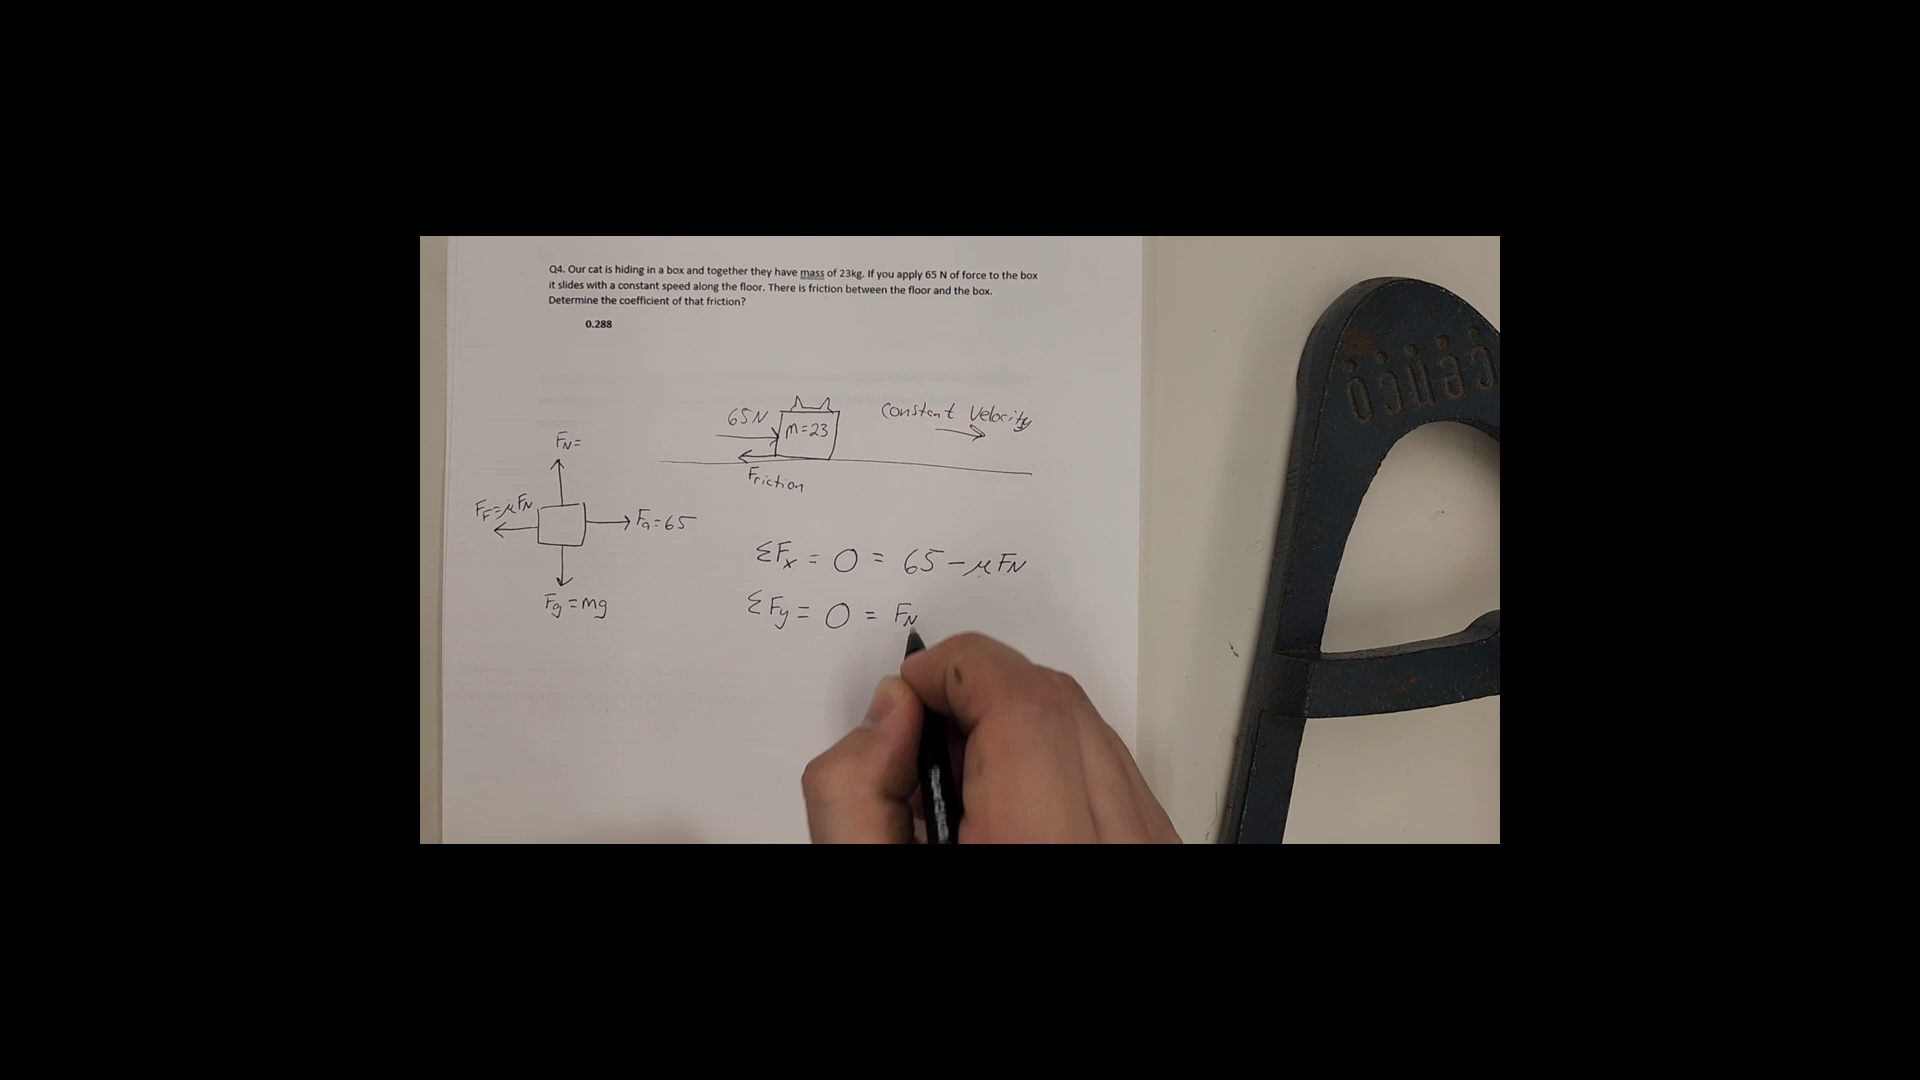 Q4. Our cat is hiding in a box and together they have mass of 23kg. If you apply 65 N of force to the box
it slides with a constant speed along the floor. There is friction between the floor and the box.
Determine the coefficient of that friction?
0.288
65N
m=23
Constant Velocity
Friction
FN=
FF=μFN
Fa=65
Fg=mg
ΣFx = 0 = 65-μFN
ΣFy = 0 = FN